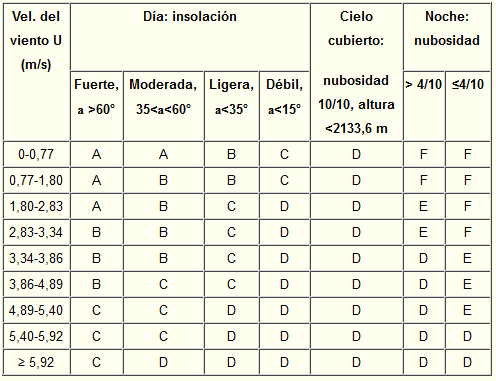 Vel. del viento U (m/s) Día: insolación Cielo cubierto: nubosidad 10/10, altura <2133,6 m Noche: nubosidad
Fuerte, a >60° Moderada, 35<a<60° Ligera, a<35° Débil, a<15° > 4/10 ≤4/10
0-0,77 A A B C D F F
0,77-1,80 A B B C D F F
1,80-2,83 A B C D D E F
2,83-3,34 B B C D D E F
3,34-3,86 B B C D D D E
3,86-4,89 B C C D D D E
4,89-5,40 C C D D D D E
5,40-5,92 C C D D D D D
≥ 5,92 C D D D D D D